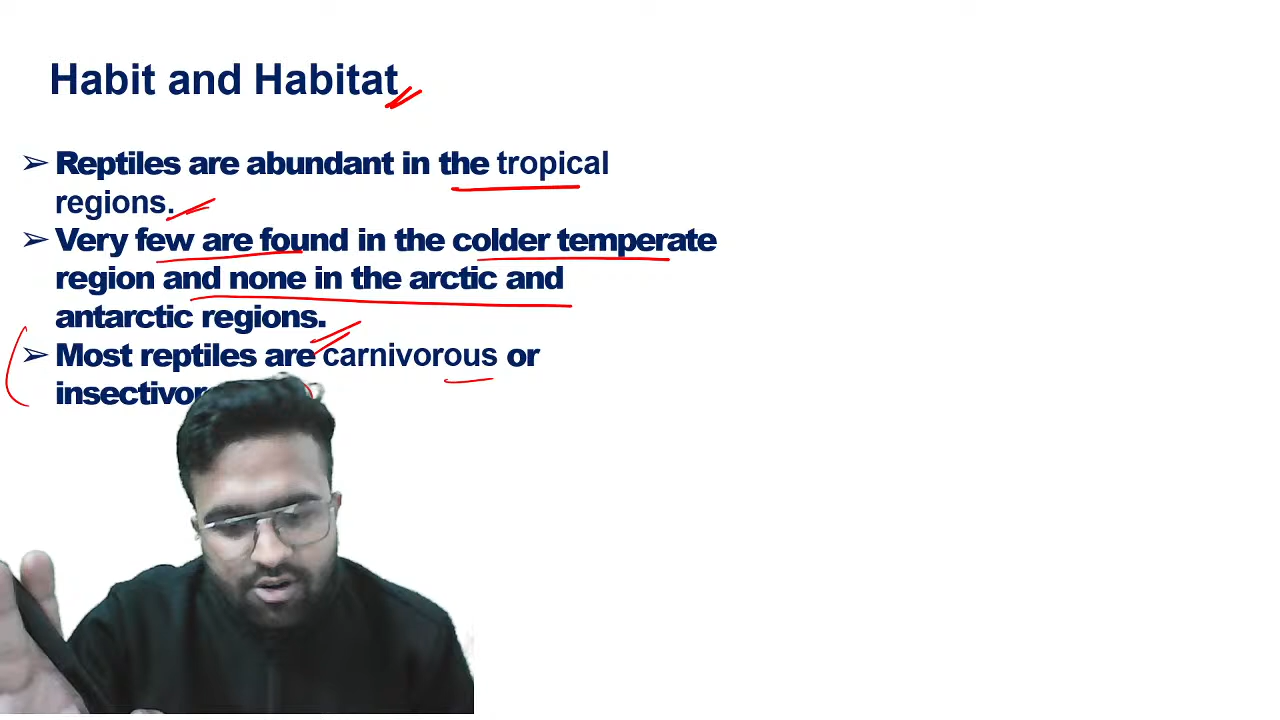 Habit and Habitat
➢ Reptiles are abundant in the tropical
regions.
➢ Very few are found in the colder temperate
region and none in the arctic and
antarctic regions.
➢ Most reptiles are carnivorous or